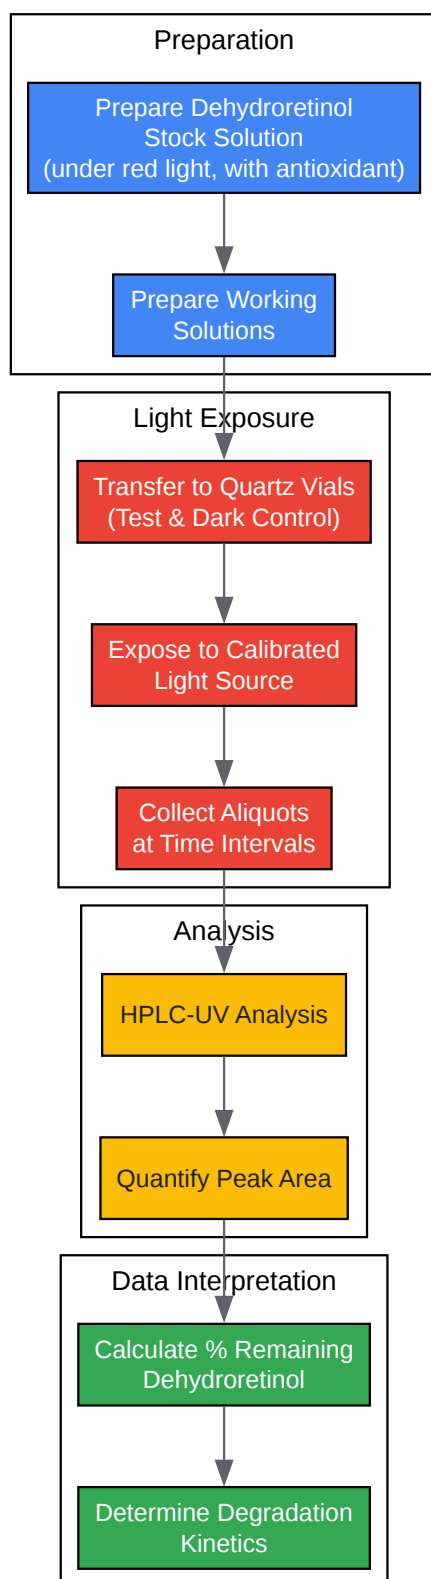 Preparation
Prepare Dehydroretinol
Stock Solution
(under red light, with antioxidant)
Prepare Working
Solutions
Light Exposure
Transfer to Quartz Vials
(Test & Dark Control)
Expose to Calibrated
Light Source
Collect Aliquots
at Time Intervals
Analysis
HPLC-UV Analysis
Quantify Peak Area
Data Interpretation
Calculate % Remaining
Dehydroretinol
Determine Degradation
Kinetics